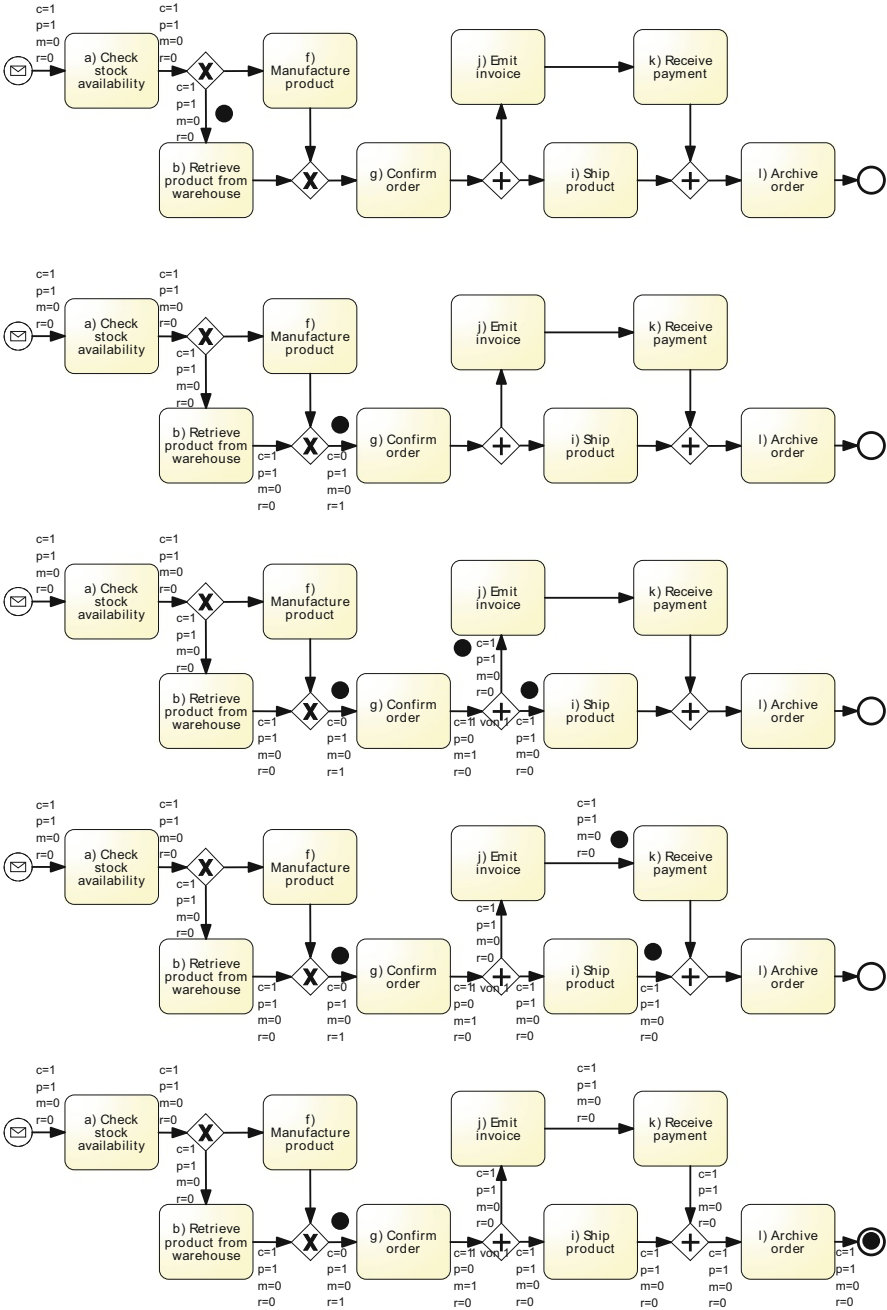 c=1
p=1
m=0
r=0
c=1
p=1
m=0
r=0
a) Check
stock
availability
f)
Manufacture
product
j) Emit
invoice
k) Receive
payment
c=1
p=1
m=0
r=0
b) Retrieve
product from
warehouse
g) Confirm
order
i) Ship
product
l) Archive
order
c=1
p=1
m=0
r=0
c=1
p=1
m=0
r=0
a) Check
stock
availability
f)
Manufacture
product
j) Emit
invoice
k) Receive
payment
c=1
p=1
m=0
r=0
b) Retrieve
product from
warehouse
c=1
p=1
m=0
r=0
c=0
p=1
m=0
r=1
g) Confirm
order
i) Ship
product
l) Archive
order
c=1
p=1
m=0
r=0
c=1
p=1
m=0
r=0
a) Check
stock
availability
f)
Manufacture
product
j) Emit
invoice
k) Receive
payment
c=1
p=1
m=0
r=0
c=1
p=1
m=0
r=0
b) Retrieve
product from
warehouse
c=1
p=1
m=0
r=0
c=0
p=1
m=0
r=1
g) Confirm
order
c=1
p=0
m=1
r=0
1 von 1
c=1
p=1
m=0
r=0
i) Ship
product
l) Archive
order
c=1
p=1
m=0
r=0
c=1
p=1
m=0
r=0
a) Check
stock
availability
f)
Manufacture
product
j) Emit
invoice
c=1
p=1
m=0
r=0
k) Receive
payment
c=1
p=1
m=0
r=0
c=1
p=1
m=0
r=0
b) Retrieve
product from
warehouse
c=1
p=1
m=0
r=0
c=0
p=1
m=0
r=1
g) Confirm
order
c=1
p=0
m=1
r=0
1 von 1
c=1
p=1
m=0
r=0
i) Ship
product
c=1
p=1
m=0
r=0
l) Archive
order
c=1
p=1
m=0
r=0
c=1
p=1
m=0
r=0
a) Check
stock
availability
f)
Manufacture
product
j) Emit
invoice
c=1
p=1
m=0
r=0
k) Receive
payment
c=1
p=1
m=0
r=0
c=1
p=1
m=0
r=0
c=1
p=1
m=0
r=0
b) Retrieve
product from
warehouse
c=1
p=1
m=0
r=0
c=0
p=1
m=0
r=1
g) Confirm
order
c=1
p=0
m=1
r=0
1 von 1
c=1
p=1
m=0
r=0
i) Ship
product
c=1
p=1
m=0
r=0
c=1
p=1
m=0
r=0
l) Archive
order
c=1
p=1
m=0
r=0